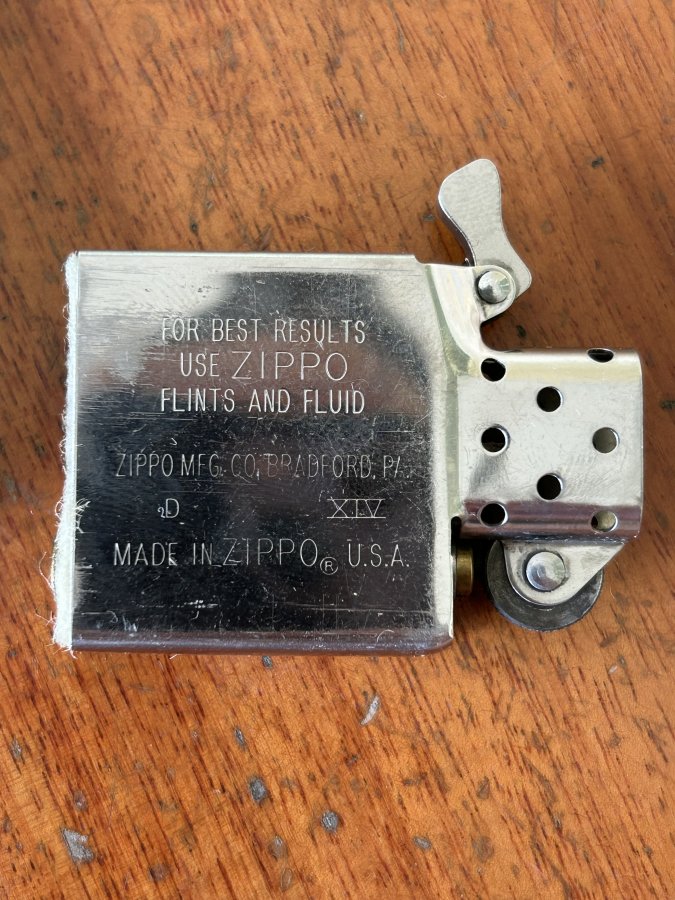 FOR BEST RESULTS
USE ZIPPO
FLINTS AND FLUID
ZIPPO MFG. CO. BRADFORD, PA.
D XIV
MADE IN ZIPPO® U.S.A.